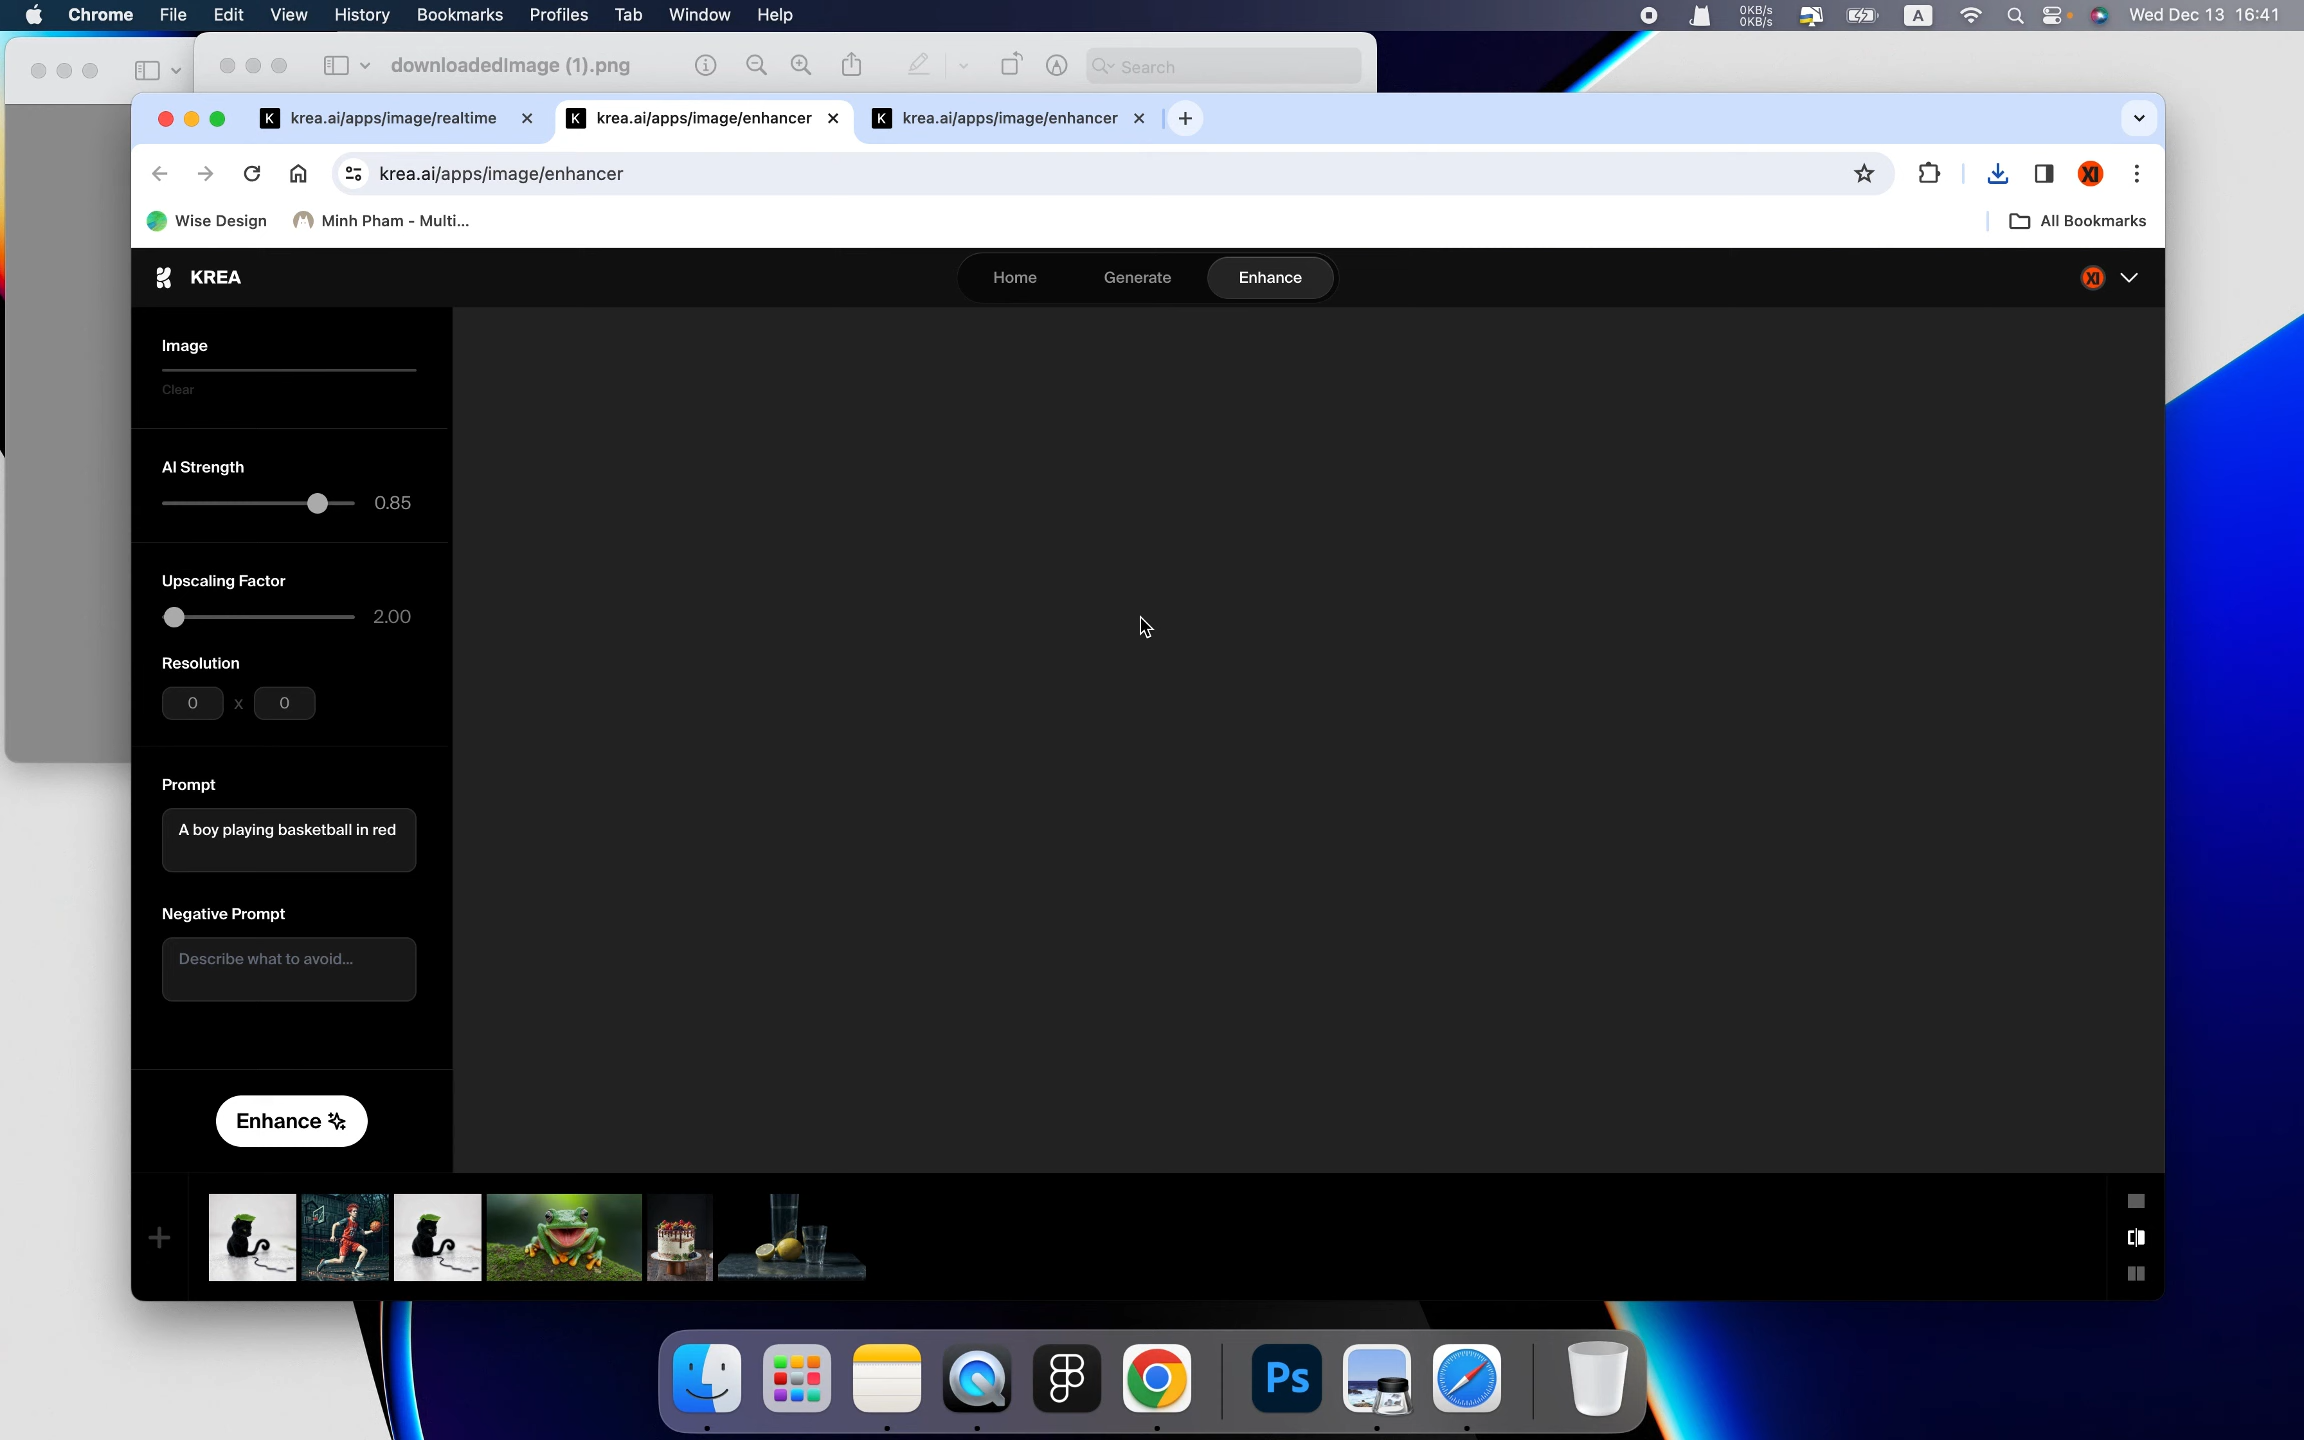 Chrome File Edit View History Bookmarks Profiles Tab Window Help
0KB/s
0KB/s
A
Wed Dec 13 16:41
downloadedImage (1).png
Search
K krea.ai/apps/image/realtime
K krea.ai/apps/image/enhancer
K krea.ai/apps/image/enhancer
krea.ai/apps/image/enhancer
XI
Wise Design
Minh Pham - Multi...
All Bookmarks
KREA
Home
Generate
Enhance
XI
Image
Clear
AI Strength
0.85
Upscaling Factor
2.00
Resolution
0 x 0
Prompt
A boy playing basketball in red
Negative Prompt
Describe what to avoid...
Enhance
Ps